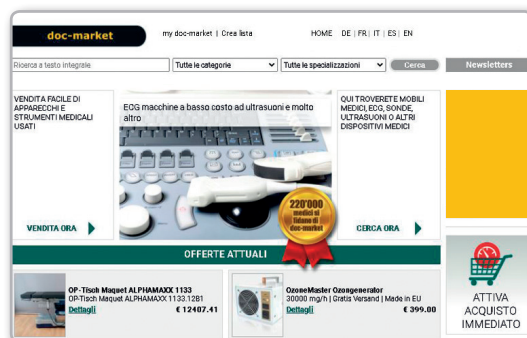 doc-market
my doc-market | Crea lista
HOME DE | FR | IT | ES | EN
Ricerca a testo integrale
Tutte le categorie
Tutte le specializzazioni
Cerca
Newsletters
VENDITA FACILE DI
APPARECCHI E
STRUMENTI MEDICALI
USATI
VENDITA ORA
ECG macchine a basso costo ad ultrasuoni e molto
altro
220'000
medici si
fidano di
doc-market
QUI TROVERETE MOBILI
MEDICI, ECG, SONDE,
ULTRASUONI O ALTRI
DISPOSITIVI MEDICI
CERCA ORA
OFFERTE ATTUALI
OP-Tisch Maquet ALPHAMAXX 1133
OP-Tisch Maquet ALPHAMAXX 1133.12B1
Dettagli € 12407.41
OzoneMaster Ozongenerator
30000 mg/h | Gratis Versand | Made in EU
Dettagli € 399.00
ATTIVA
ACQUISTO
IMMEDIATO